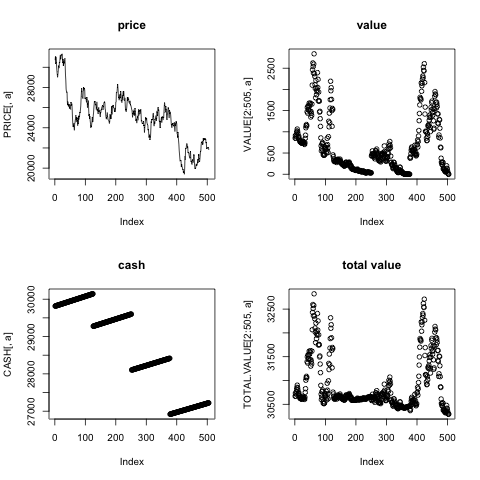 price
PRICE[, a]
20000 24000 28000
0 100 200 300 400 500
Index
value
VALUE[2:505, a]
0 500 1500 2500
0 100 200 300 400 500
Index
cash
CASH[, a]
27000 28000 29000 30000
0 100 200 300 400 500
Index
total value
TOTAL.VALUE[2:505, a]
30500 31500 32500
0 100 200 300 400 500
Index